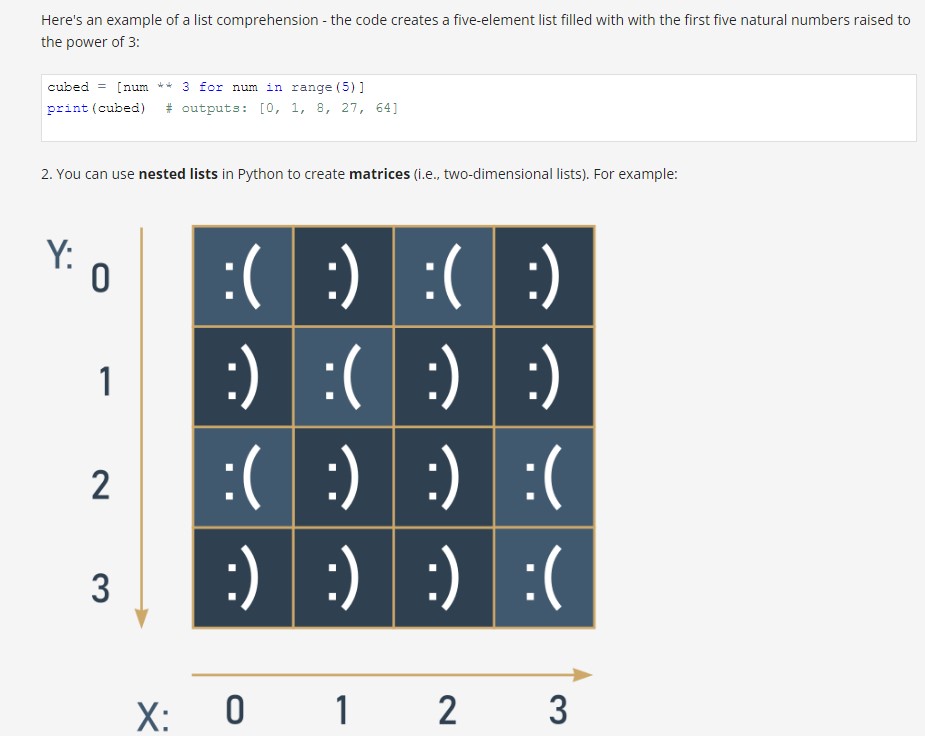 Here's an example of a list comprehension - the code creates a five-element list filled with with the first five natural numbers raised to
the power of 3:
cubed = [num ** 3 for num in range(5)]
print(cubed)  # outputs: [0, 1, 8, 27, 64]
2. You can use nested lists in Python to create matrices (i.e., two-dimensional lists). For example:
Y:
0 :( :) :( :)
1 :) :( :) :)
2 :( :) :) :(
3 :) :) :) :(
X: 0 1 2 3